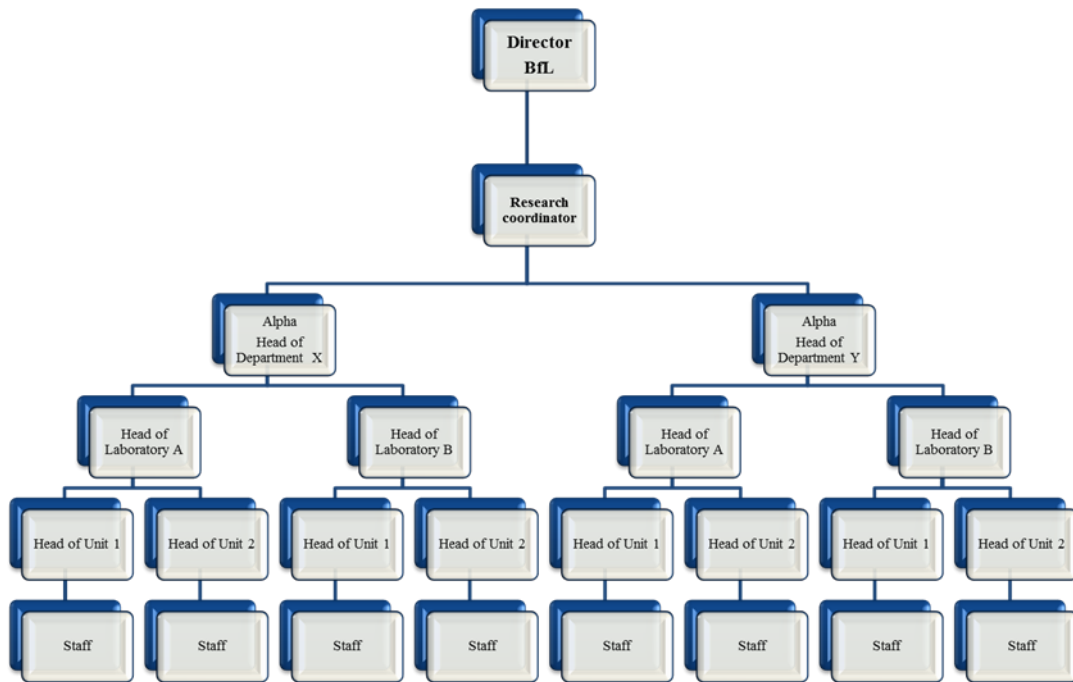 Director
BfL
Research
coordinator
Alpha
Head of
Department X
Alpha
Head of
Department Y
Head of
Laboratory A
Head of
Laboratory B
Head of
Laboratory A
Head of
Laboratory B
Head of Unit 1
Head of Unit 2
Head of Unit 1
Head of Unit 2
Head of Unit 1
Head of Unit 2
Head of Unit 1
Head of Unit 2
Staff
Staff
Staff
Staff
Staff
Staff
Staff
Staff